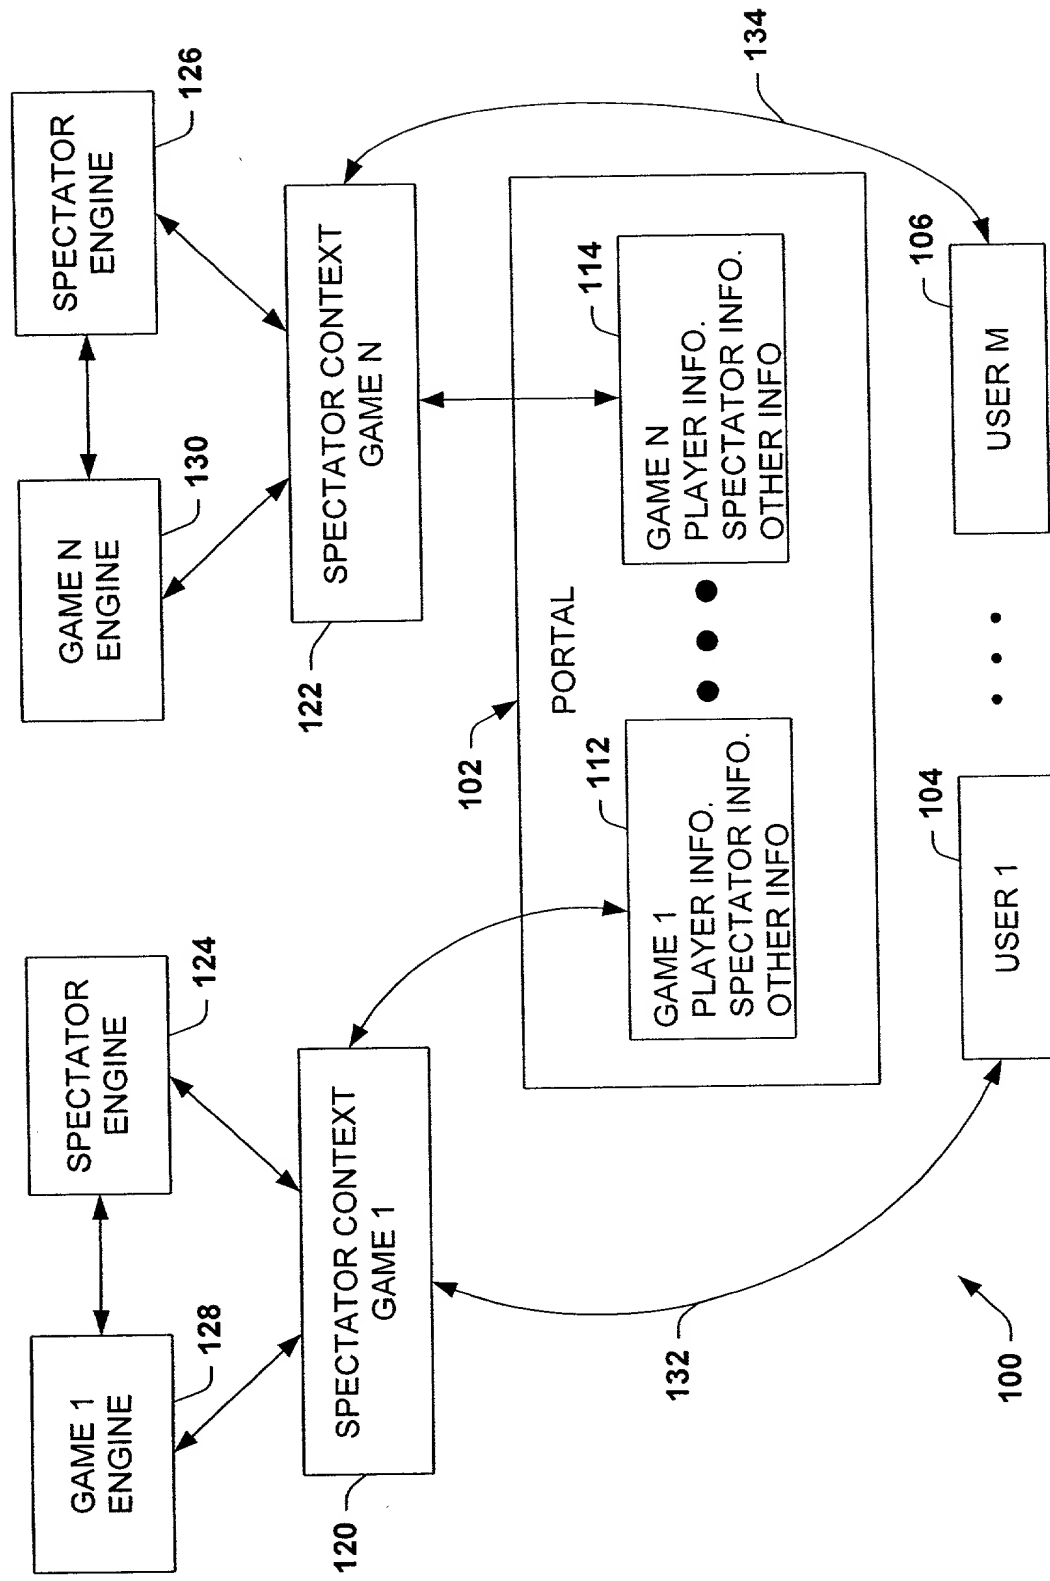 GAME 1
ENGINE
128
SPECTATOR
ENGINE
124
GAME N
ENGINE
130
SPECTATOR
ENGINE
126
SPECTATOR CONTEXT
GAME 1
120
SPECTATOR CONTEXT
GAME N
122
134
102
PORTAL
112
GAME 1
PLAYER INFO.
SPECTATOR INFO.
OTHER INFO
114
GAME N
PLAYER INFO.
SPECTATOR INFO.
OTHER INFO
132
104
USER 1
106
USER M
100